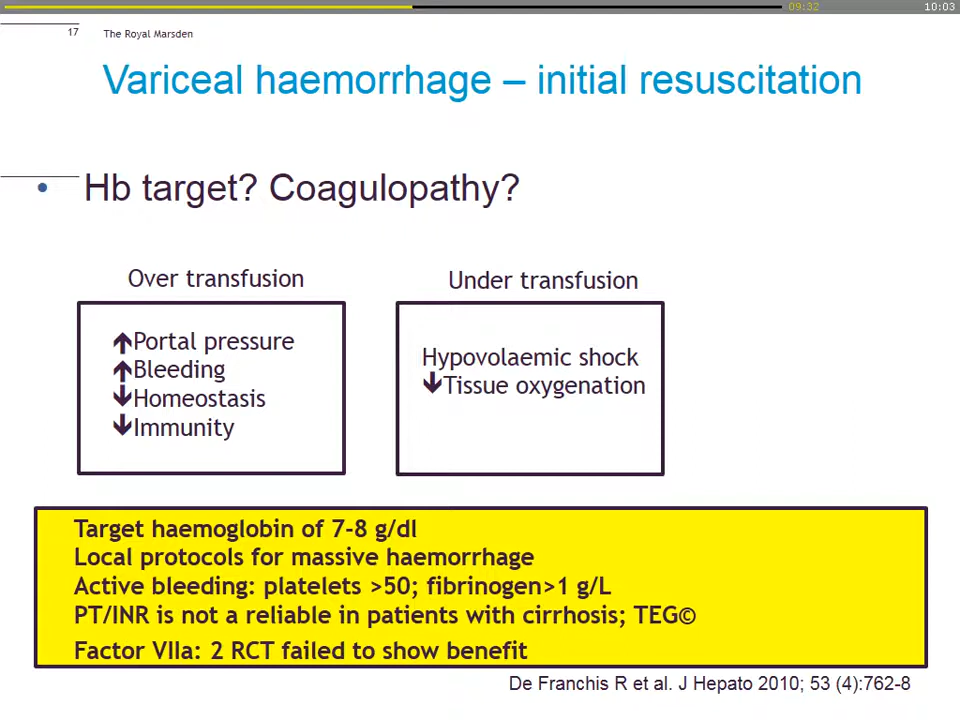 09:32
10:03
17 The Royal Marsden
Variceal haemorrhage – initial resuscitation
• Hb target? Coagulopathy?
Over transfusion
↑Portal pressure
↑Bleeding
↓Homeostasis
↓Immunity
Under transfusion
Hypovolaemic shock
↓Tissue oxygenation
Target haemoglobin of 7-8 g/dl
Local protocols for massive haemorrhage
Active bleeding: platelets >50; fibrinogen>1 g/L
PT/INR is not a reliable in patients with cirrhosis; TEG©
Factor VIIa: 2 RCT failed to show benefit
De Franchis R et al. J Hepato 2010; 53 (4):762-8